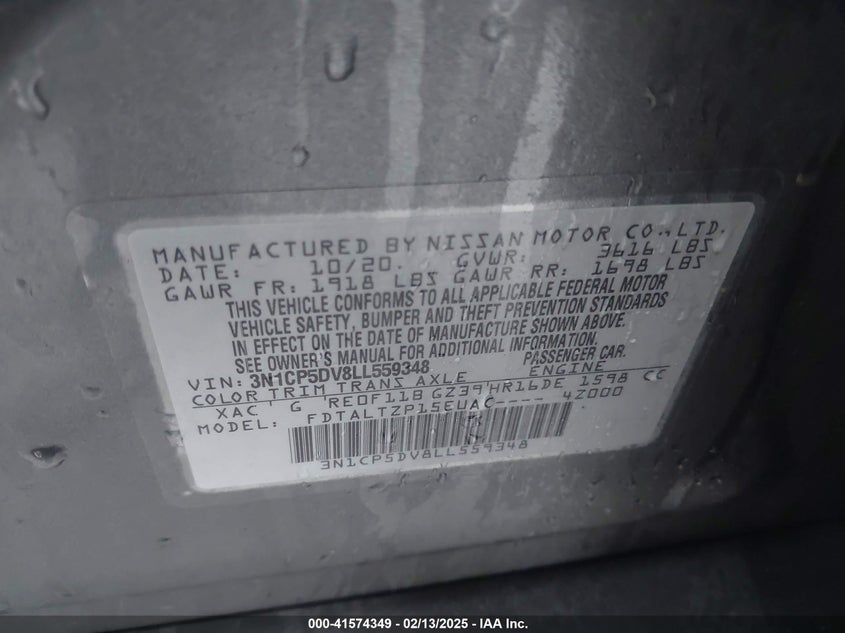 MANUFACTURED BY NISSAN MOTOR CO.,LTD.
DATE: 10/20. GVWR: 3616 LBS
GAWR FR: 1918 LBS GAWR RR: 1698 LBS
THIS VEHICLE CONFORMS TO ALL APPLICABLE FEDERAL MOTOR
VEHICLE SAFETY, BUMPER AND THEFT PREVENTION STANDARDS
IN EFFECT ON THE DATE OF MANUFACTURE SHOWN ABOVE.
SEE OWNER'S MANUAL FOR ADDITIONAL INFORMATION.
VIN: 3N1CP5DV8LL559348 PASSENGER CAR.
COLOR TRIM TRANS AXLE ENGINE
XAC G RE0F11B GZ39 HR16DE 1598 CC
MODEL: FDTALTZP15EUAC---- 4Z000
3N1CP5DV8LL559348
000-41574349 - 02/13/2025 - IAA Inc.